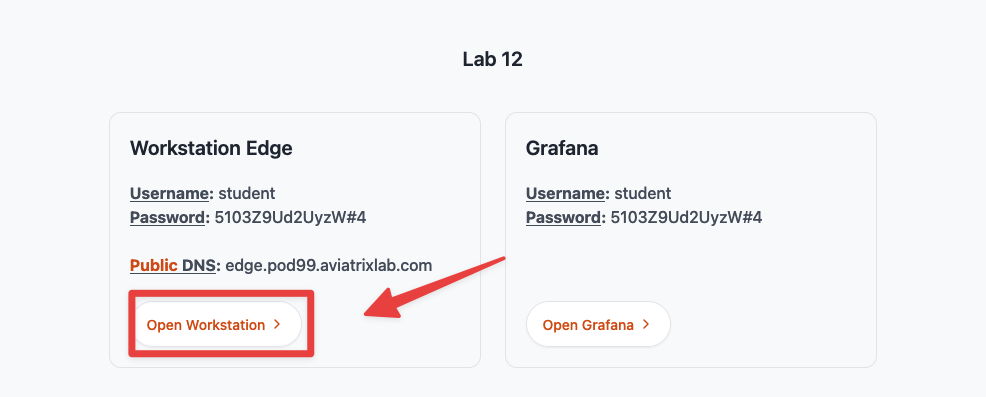 Lab 12
Workstation Edge
Username: student
Password: 5103Z9Ud2UyzW#4
Public DNS: edge.pod99.aviatrixlab.com
Open Workstation
Grafana
Username: student
Password: 5103Z9Ud2UyzW#4
Open Grafana